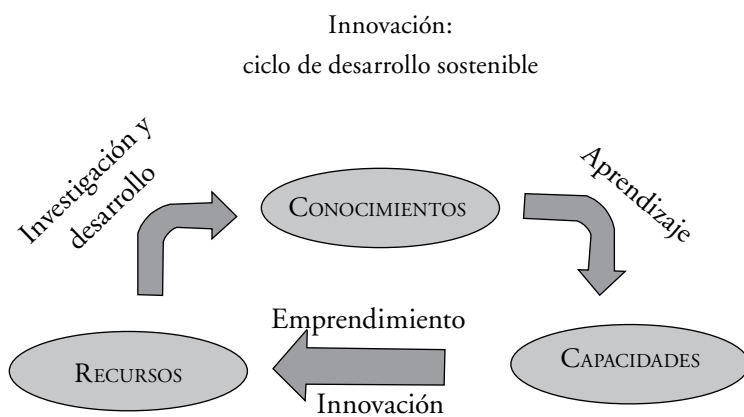 Innovación:
ciclo de desarrollo sostenible
Investigación y
desarrollo
CONOCIMIENTOS
Aprendizaje
Emprendimiento
RECURSOS
CAPACIDADES
Innovación